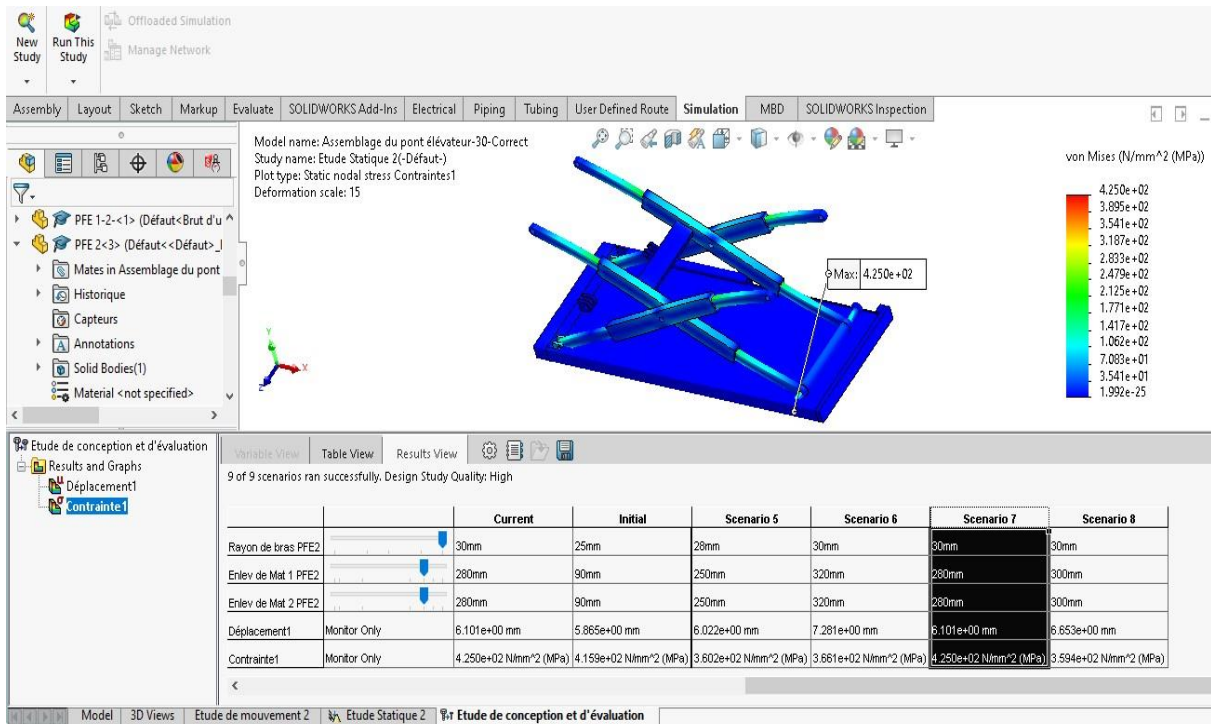 New Study
Run This Study
Offloaded Simulation
Manage Network
Assembly Layout Sketch Markup Evaluate SOLIDWORKS Add-Ins Electrical Piping Tubing User Defined Route Simulation MBD SOLIDWORKS Inspection
Model name: Assemblage du pont élévateur-30-Correct
Study name: Etude Statique 2(-Défaut-)
Plot type: Static nodal stress Contraintes1
Deformation scale: 15
PFE 1-2-<1> (Défaut<Brut d'u
PFE 2<3> (Défaut<<Défaut>_
Mates in Assemblage du pont
Historique
Capteurs
Annotations
Solid Bodies(1)
Material <not specified>
Y
X
Z
Max: 4.250e+02
von Mises (N/mm^2 (MPa))
4.250e+02
3.895e+02
3.541e+02
3.187e+02
2.833e+02
2.479e+02
2.125e+02
1.771e+02
1.417e+02
1.062e+02
7.083e+01
3.541e+01
1.992e-25
Etude de conception et d'évaluation
Results and Graphs
Déplacement1
Contrainte1
Variable View Table View Results View
9 of 9 scenarios ran successfully. Design Study Quality: High
Current Initial Scenario 5 Scenario 6 Scenario 7 Scenario 8
Rayon de bras PFE2 30mm 25mm 28mm 30mm 30mm 30mm
Enlev de Mat 1 PFE2 280mm 90mm 250mm 320mm 280mm 300mm
Enlev de Mat 2 PFE2 280mm 90mm 250mm 320mm 280mm 300mm
Déplacement1 Monitor Only 6.101e+00 mm 5.865e+00 mm 6.022e+00 mm 7.281e+00 mm 6.101e+00 mm 6.653e+00 mm
Contrainte1 Monitor Only 4.250e+02 N/mm^2 (MPa) 4.159e+02 N/mm^2 (MPa) 3.602e+02 N/mm^2 (MPa) 3.661e+02 N/mm^2 (MPa) 4.250e+02 N/mm^2 (MPa) 3.594e+02 N/mm^2 (MPa)
Model 3D Views Etude de mouvement 2 Etude Statique 2 Etude de conception et d'évaluation